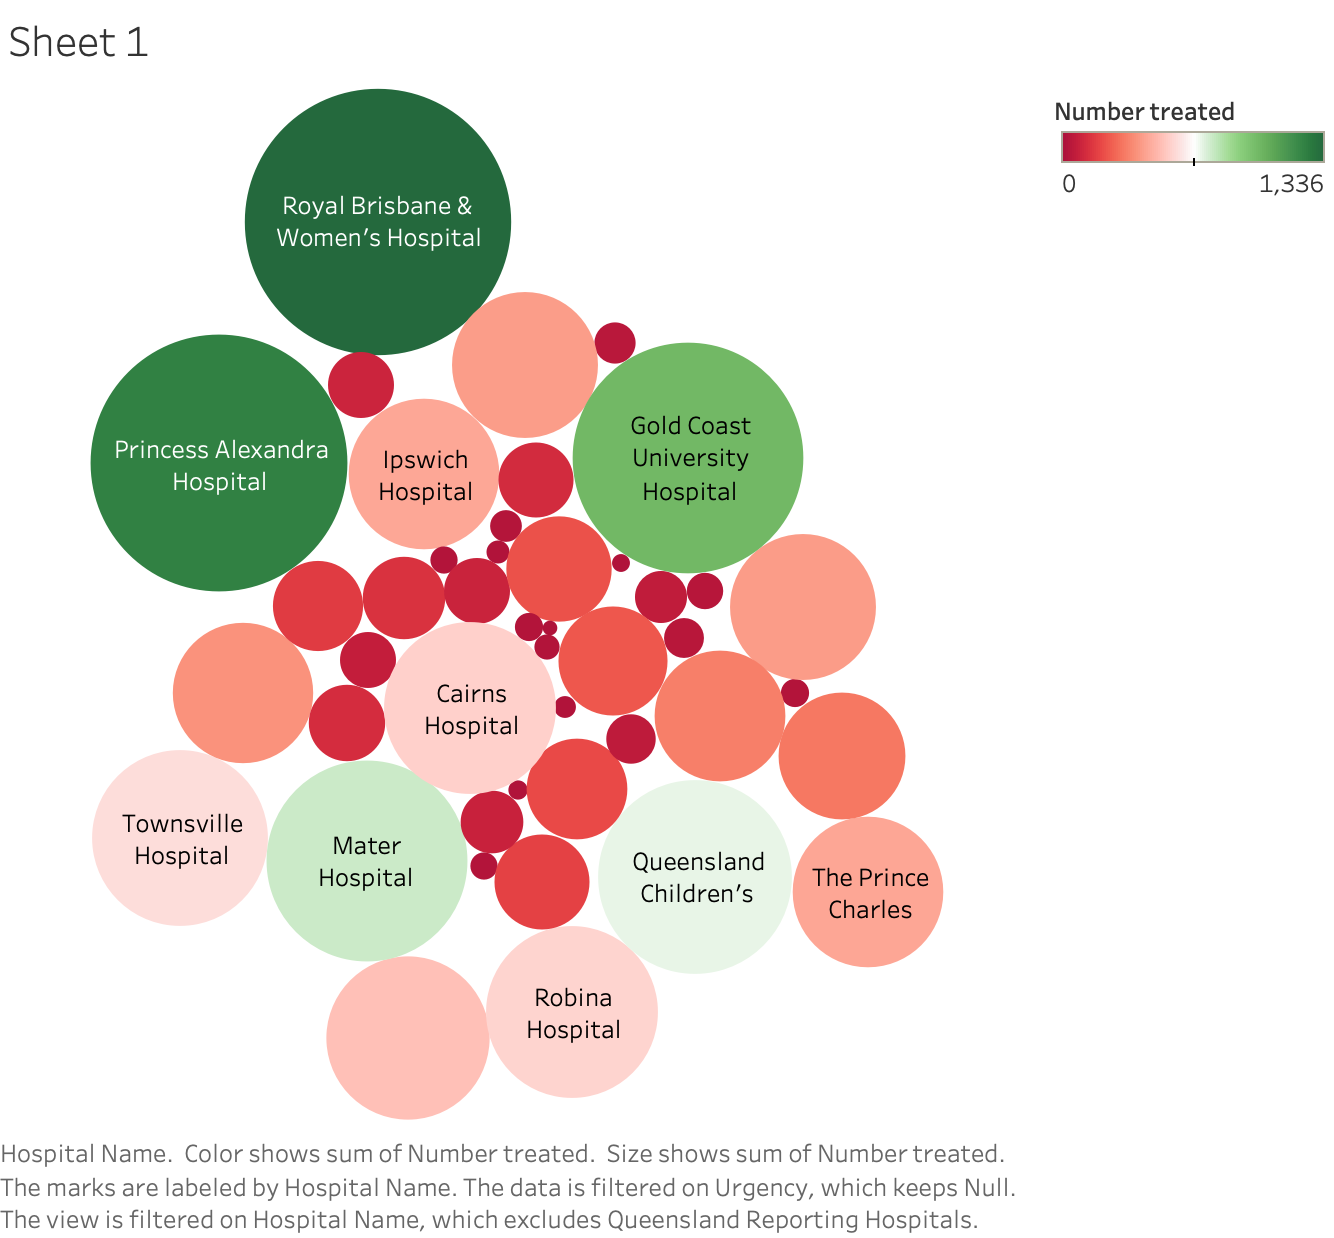 Sheet 1
Number treated
0
1,336
Royal Brisbane &
Women's Hospital
Gold Coast
University
Hospital
Princess Alexandra
Hospital
Ipswich
Hospital
Cairns
Hospital
Townsville
Hospital
Mater
Hospital
Queensland
Children's
The Prince
Charles
Robina
Hospital
Hospital Name.  Color shows sum of Number treated.  Size shows sum of Number treated.
The marks are labeled by Hospital Name. The data is filtered on Urgency, which keeps Null.
The view is filtered on Hospital Name, which excludes Queensland Reporting Hospitals.